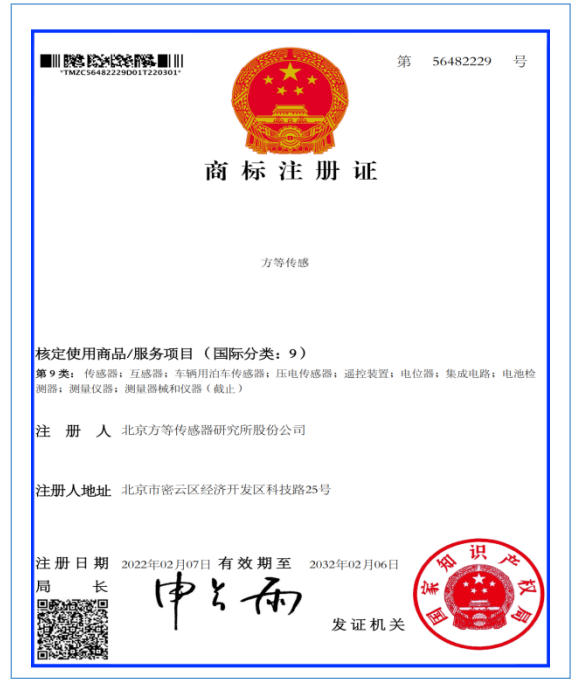 *TMZC56482229D01T220301*
第 56482229 号
商标注册证
方等传感
核定使用商品/服务项目（国际分类：9）
第9类：传感器；互感器；车辆用泊车传感器；压电传感器；遥控装置；电位器；集成电路；电池检
测器；测量仪器；测量器械和仪器（截止）
注册人 北京方等传感器研究所股份公司
注册人地址 北京市密云区经济开发区科技路25号
注册日期 2022年02月07日 有效期至 2032年02月06日
局长 申长雨
发证机关
国家知识产权局